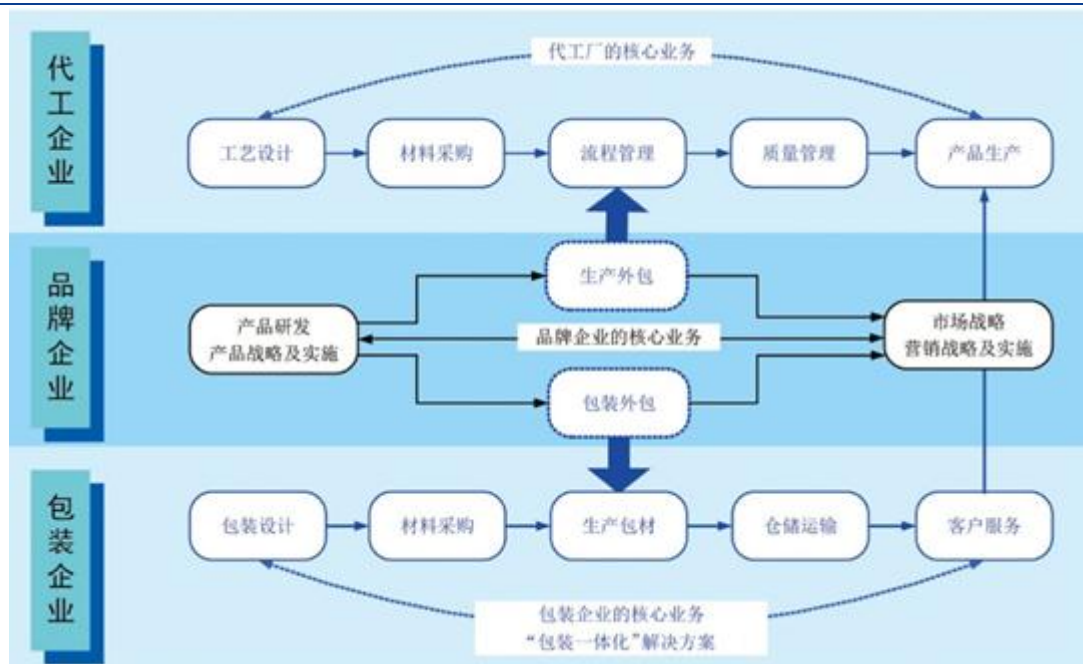 代工企业
代工厂的核心业务
工艺设计
材料采购
流程管理
质量管理
产品生产
品牌企业
生产外包
产品研发
产品战略及实施
品牌企业的核心业务
市场战略
营销战略及实施
包装外包
包装企业
包装设计
材料采购
生产包材
仓储运输
客户服务
包装企业的核心业务
“包装一体化”解决方案